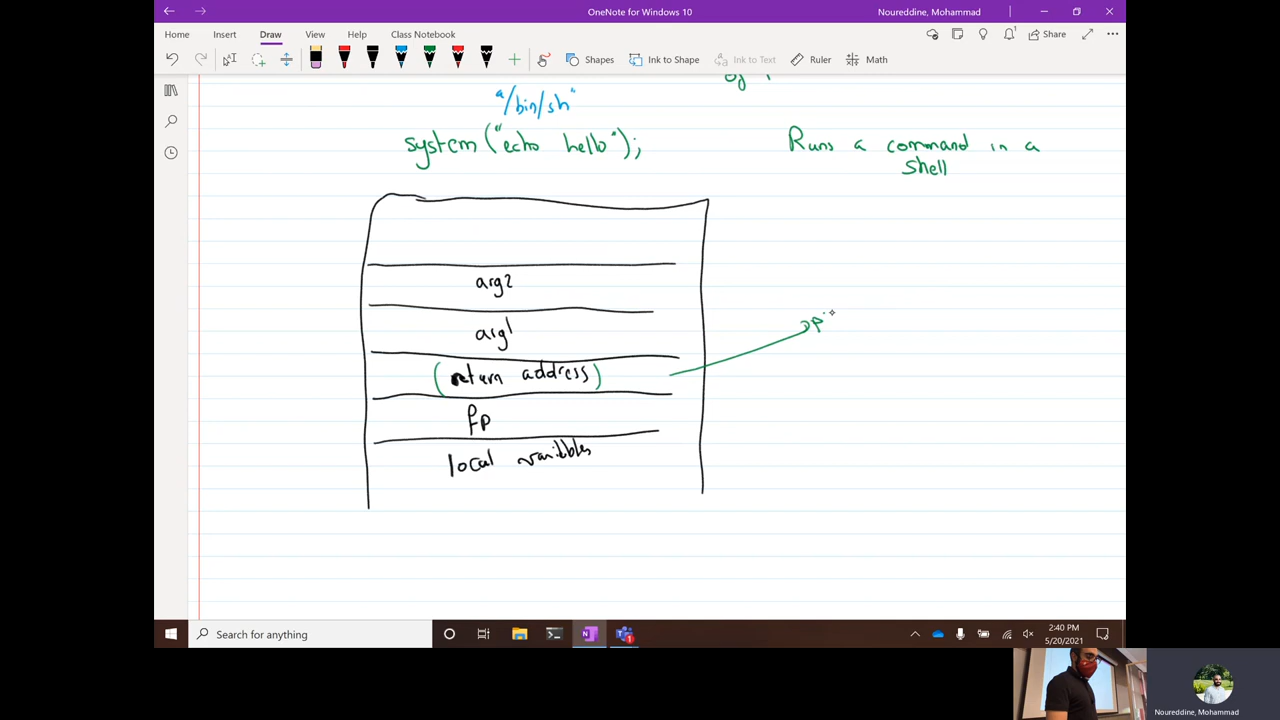 OneNote for Windows 10
Noureddine, Mohammad
Home Insert Draw View Help Class Notebook
Share
Shapes Ink to Shape Ink to Text Ruler Math
"/bin/sh"
system ("echo hello");
Runs a command in a
shell
arg2
arg1
(return address)
fp
local variables
Search for anything
2:40 PM
5/20/2021
Noureddine, Mohammad